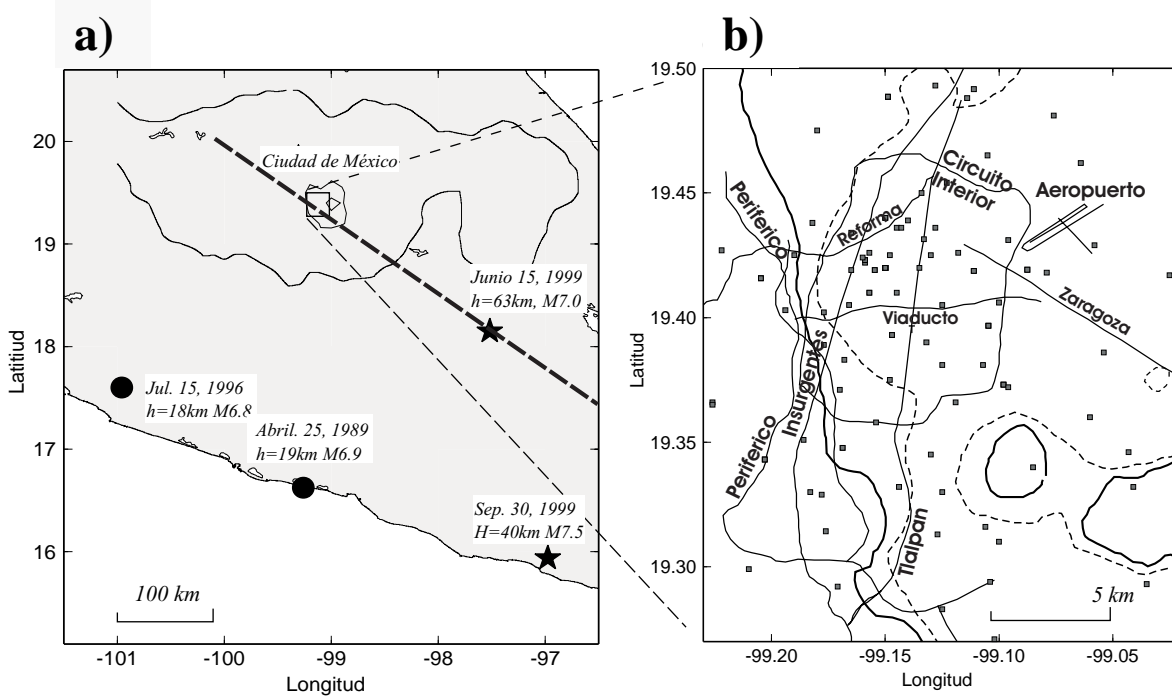 a)
20
19
18
17
16
Latitiud
Ciudad de México
Junio 15, 1999
h=63km, M7.0
Jul. 15, 1996
h=18km M6.8
Abril. 25, 1989
h=19km M6.9
Sep. 30, 1999
H=40km M7.5
100 km
-101
-100
-99
-98
-97
Longitud
b)
19.50
19.45
19.40
19.35
19.30
Latitud
Circuito
Interior
Aeropuerto
Periferico
Reforma
Zaragoza
Viaducto
Insurgentes
Periferico
Tlalpan
5 km
-99.20
-99.15
-99.10
-99.05
Longitud